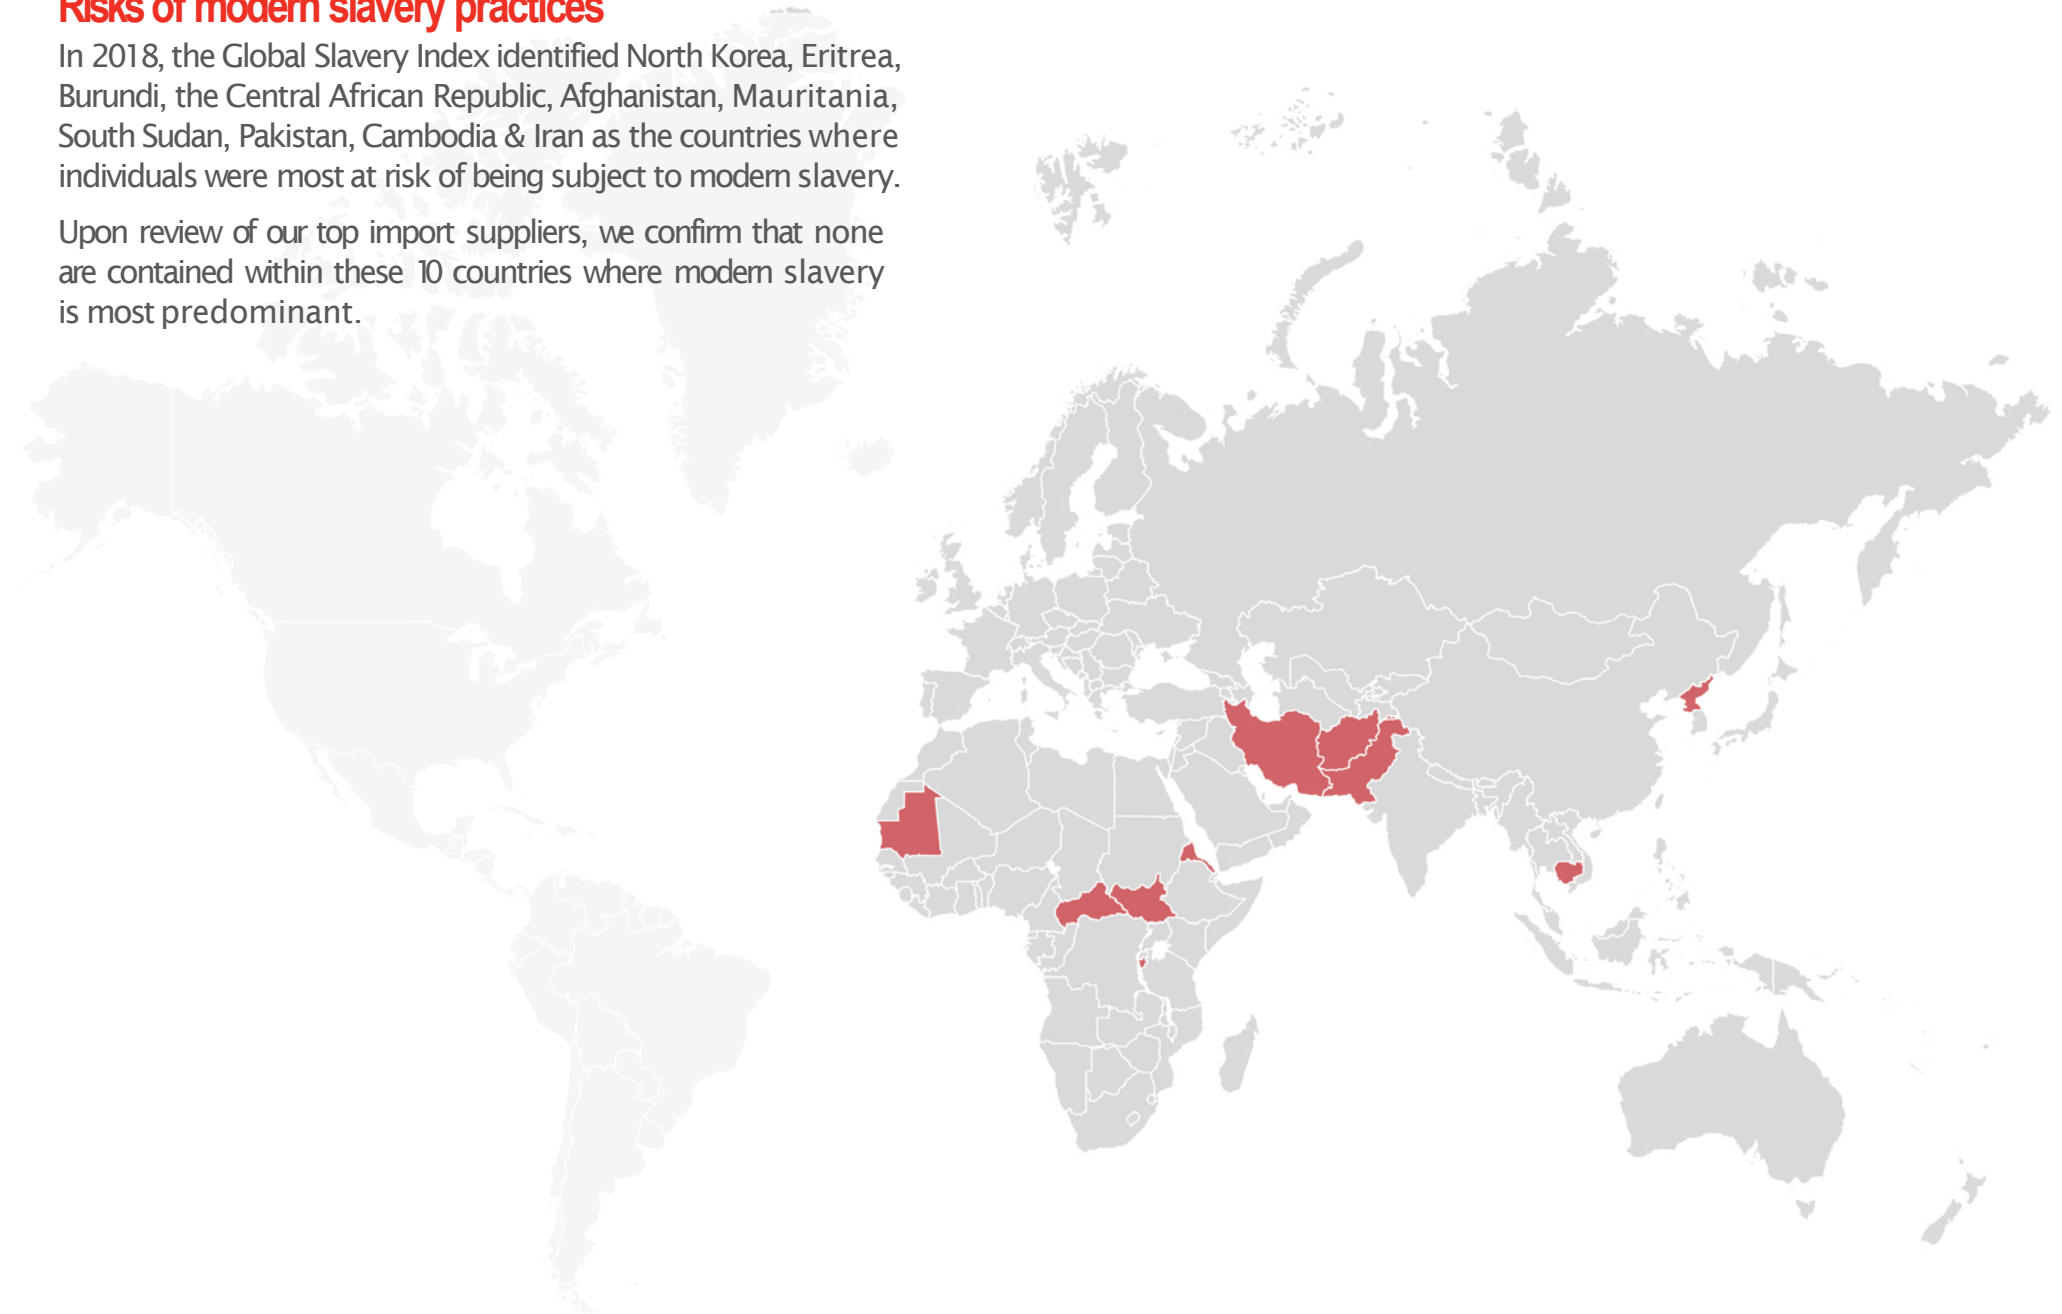 Risks of modern slavery practices
In 2018, the Global Slavery Index identified North Korea, Eritrea,
Burundi, the Central African Republic, Afghanistan, Mauritania,
South Sudan, Pakistan, Cambodia & Iran as the countries where
individuals were most at risk of being subject to modern slavery.
Upon review of our top import suppliers, we confirm that none
are contained within these 10 countries where modern slavery
is most predominant.